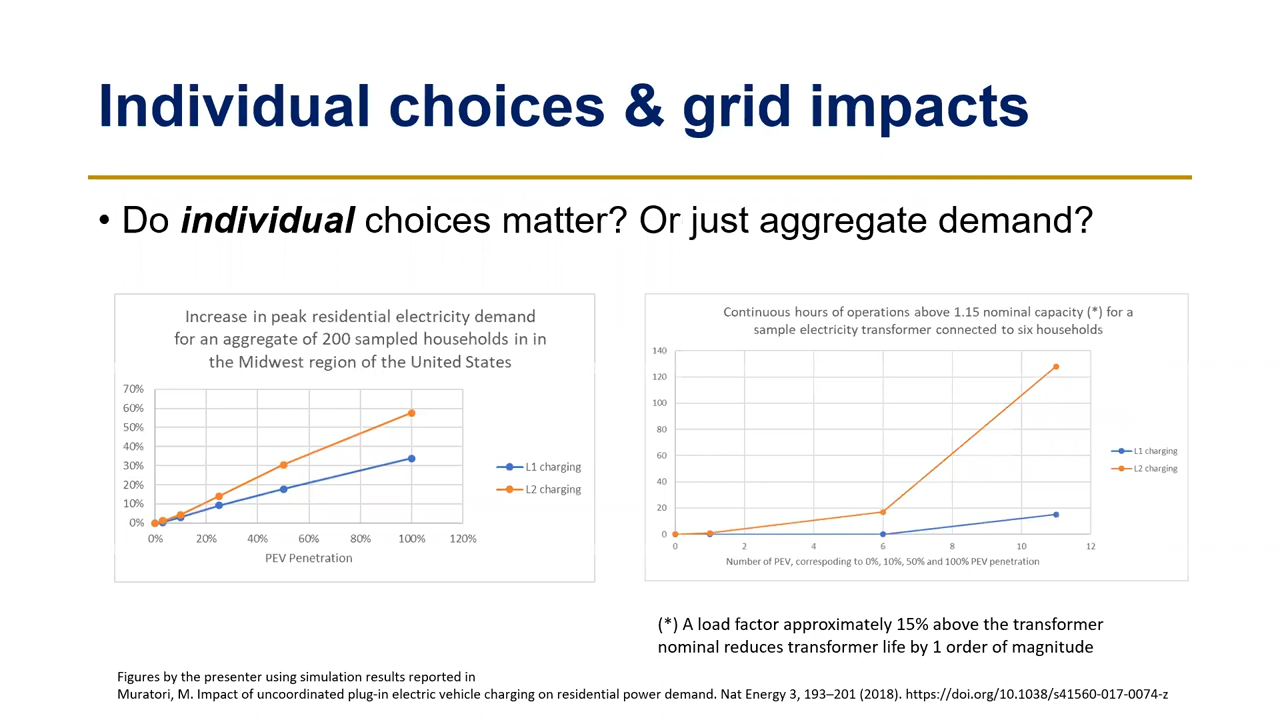 Individual choices & grid impacts
• Do individual choices matter? Or just aggregate demand?
Increase in peak residential electricity demand
for an aggregate of 200 sampled households in in
the Midwest region of the United States
70%
60%
50%
40%
30%
20%
10%
0%
0% 20% 40% 60% 80% 100% 120%
PEV Penetration
L1 charging
L2 charging
Continuous hours of operations above 1.15 nominal capacity (*) for a
sample electricity transformer connected to six households
140
120
100
80
60
40
20
0
0 2 4 6 8 10 12
Number of PEV, correspoding to 0%, 10%, 50% and 100% PEV penetration
L1 charging
L2 charging
(*) A load factor approximately 15% above the transformer
nominal reduces transformer life by 1 order of magnitude
Figures by the presenter using simulation results reported in
Muratori, M. Impact of uncoordinated plug-in electric vehicle charging on residential power demand. Nat Energy 3, 193–201 (2018). https://doi.org/10.1038/s41560-017-0074-z